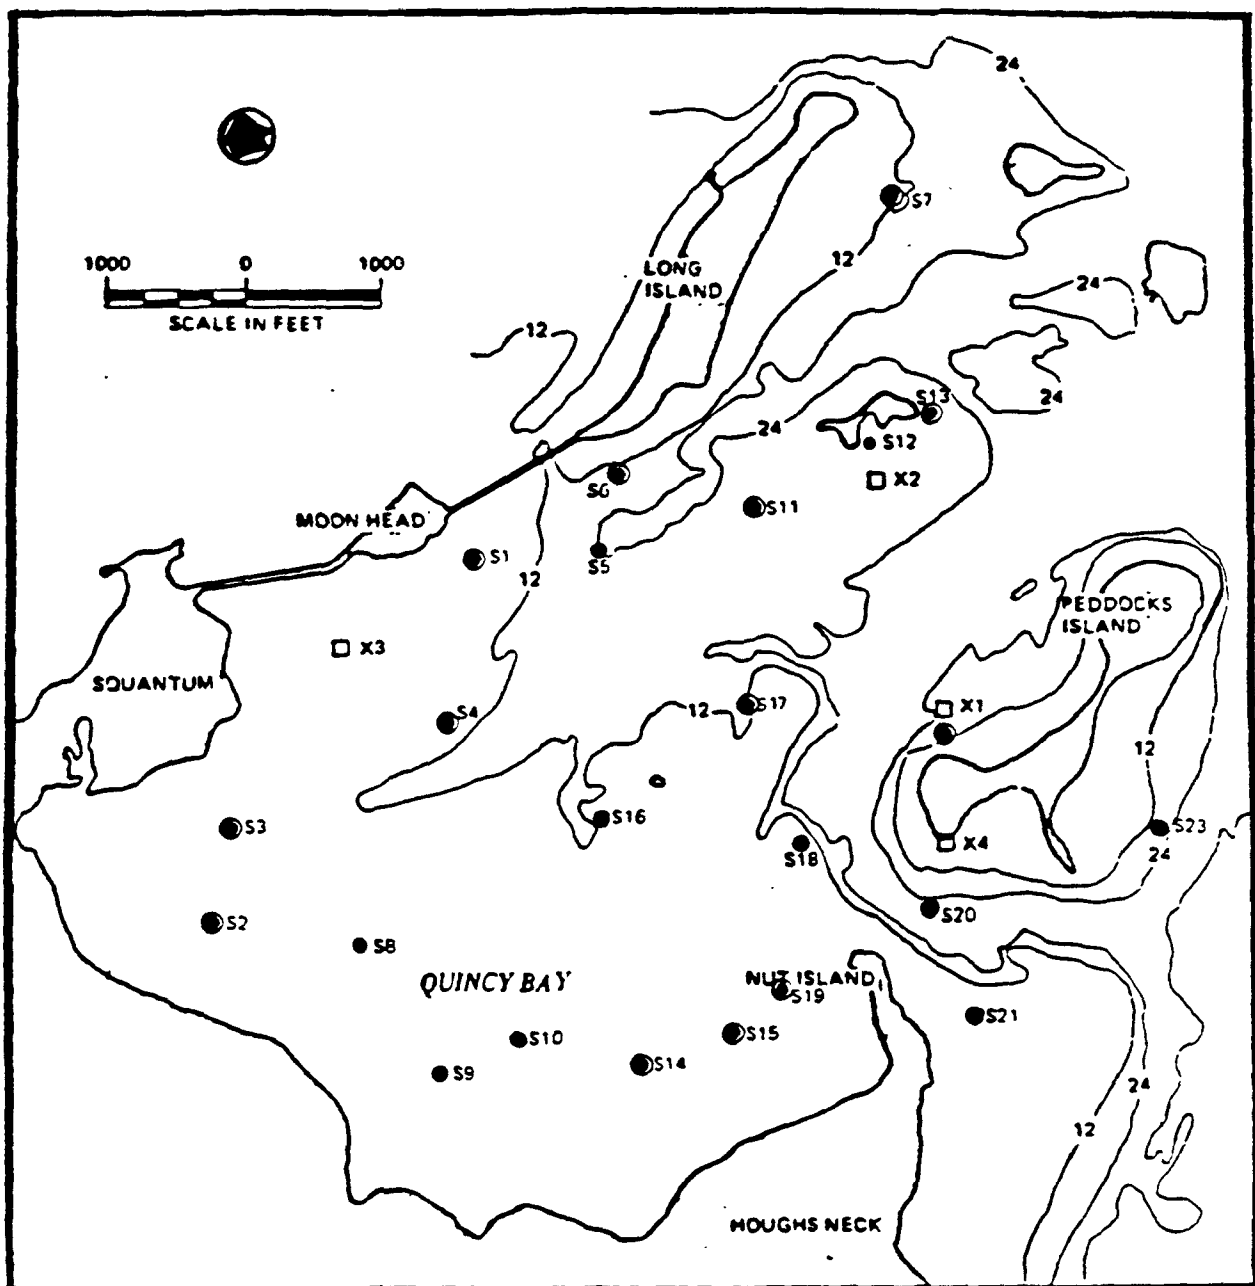 24
S7
12
LONG
ISLAND
1000 0 1000
SCALE IN FEET
24
12
24
S13
24
S12
X2
S6
S11
MOON HEAD
S1
S5
12
PEDDOCKS
ISLAND
X3
SQUANTUM
S4
12
S17
X1
12
S3
S16
S23
S18
X4
24
S20
S2
S8
QUINCY BAY
NUT ISLAND
S19
S21
S10
S15
S9
S14
24
12
HOUGHS NECK